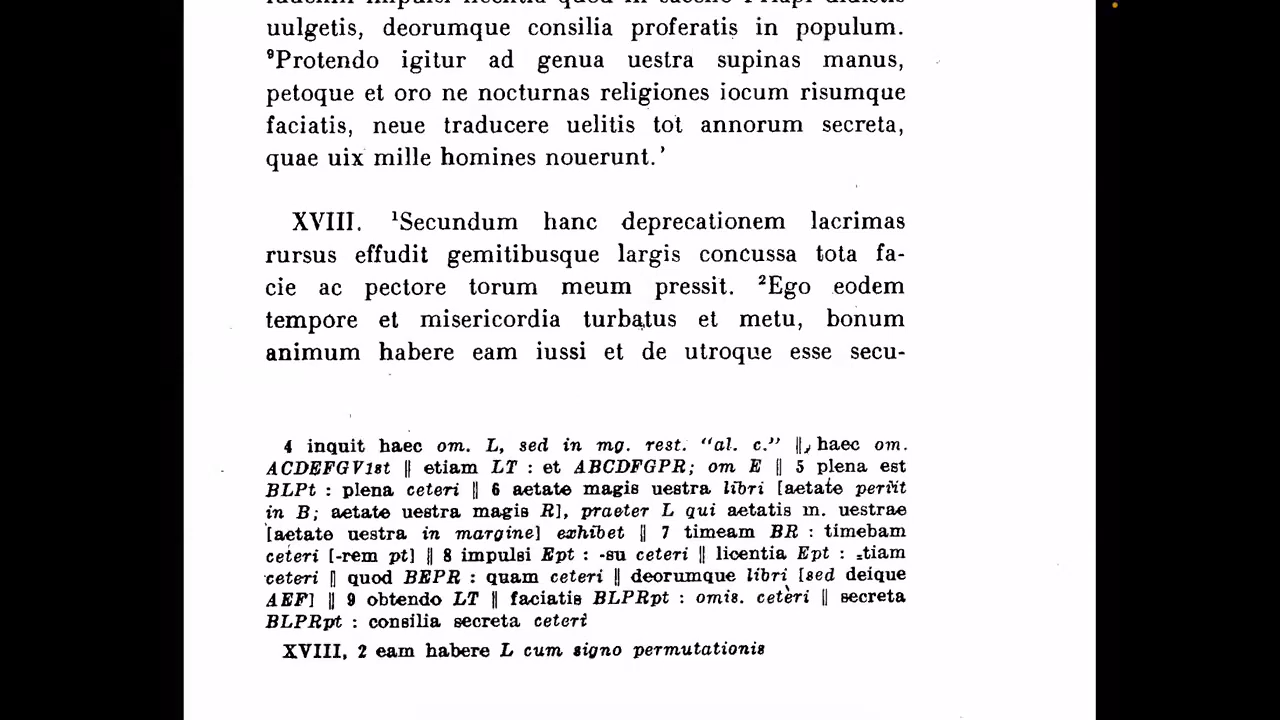 uulgetis, deorumque consilia proferatis in populum.
⁹Protendo igitur ad genua uestra supinas manus,
petoque et oro ne nocturnas religiones iocum risumque
faciatis, neue traducere uelitis tot annorum secreta,
quae uix mille homines nouerunt.’
XVIII. ¹Secundum hanc deprecationem lacrimas
rursus effudit gemitibusque largis concussa tota fa-
cie ac pectore torum meum pressit. ²Ego eodem
tempore et misericordia turbatus et metu, bonum
animum habere eam iussi et de utroque esse secu-
4 inquit haec om. L, sed in mg. rest. “al. c.” ‖ haec om.
ACDEFGV1st ‖ etiam LT : et ABCDFGPR; om E ‖ 5 plena est
BLPt : plena ceteri ‖ 6 aetate magis uestra libri [aetate periit
in B; aetate uestra magis R], praeter L qui aetatis m. uestrae
[aetate uestra in margine] exhibet ‖ 7 timeam BR : timebam
ceteri [-rem pt] ‖ 8 impulsi Ept : -su ceteri ‖ licentia Ept : -tiam
ceteri ‖ quod BEPR : quam ceteri ‖ deorumque libri [sed deique
AEF] ‖ 9 obtendo LT ‖ faciatis BLPRpt : omis. ceteri ‖ secreta
BLPRpt : consilia secreta ceteri
XVIII, 2 eam habere L cum signo permutationis